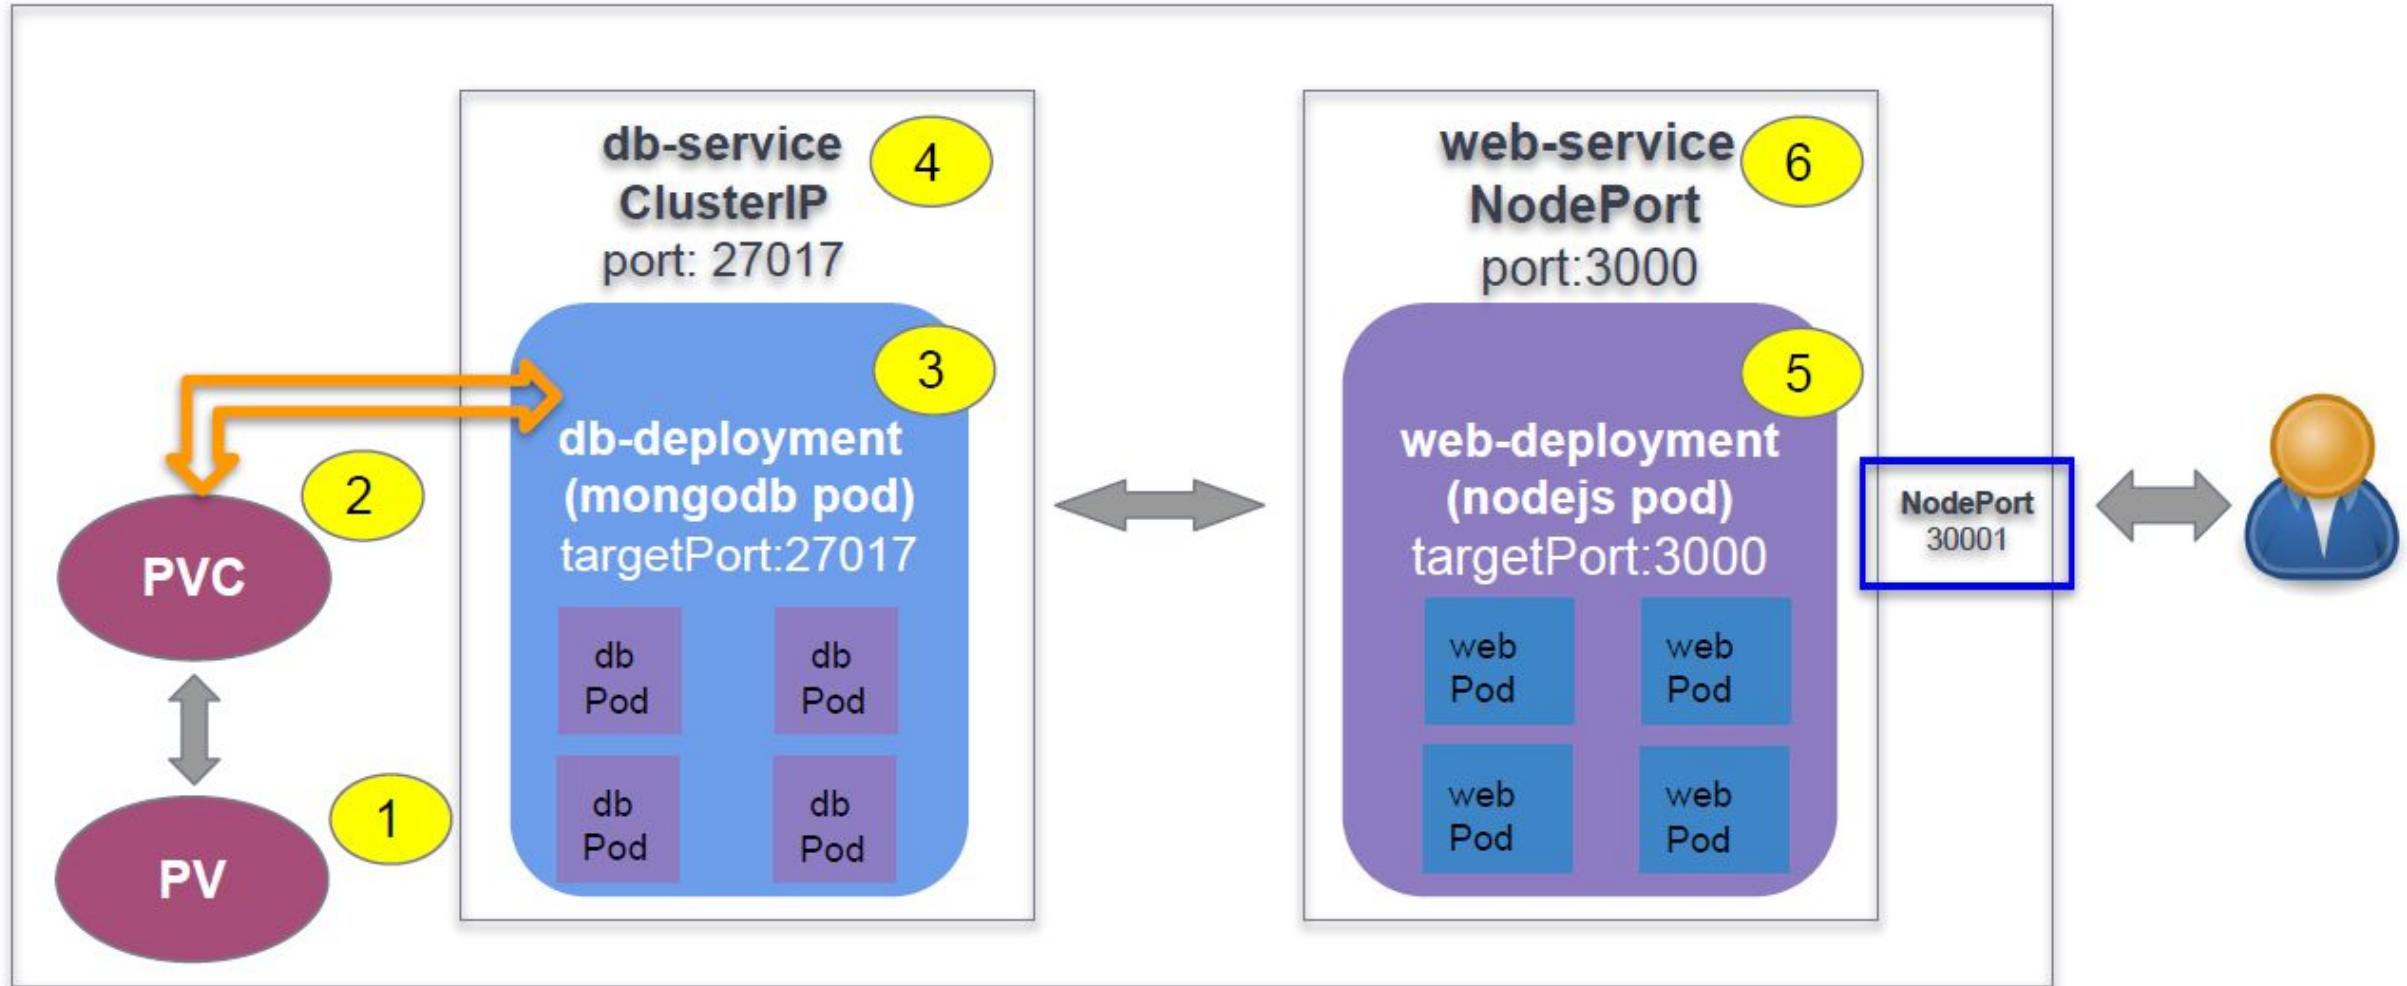 db-service
ClusterIP
port: 27017
4
3
db-deployment
(mongodb pod)
targetPort:27017
db
Pod
db
Pod
db
Pod
db
Pod
2
PVC
1
PV
web-service
NodePort
port:3000
6
5
web-deployment
(nodejs pod)
targetPort:3000
web
Pod
web
Pod
web
Pod
web
Pod
NodePort
30001